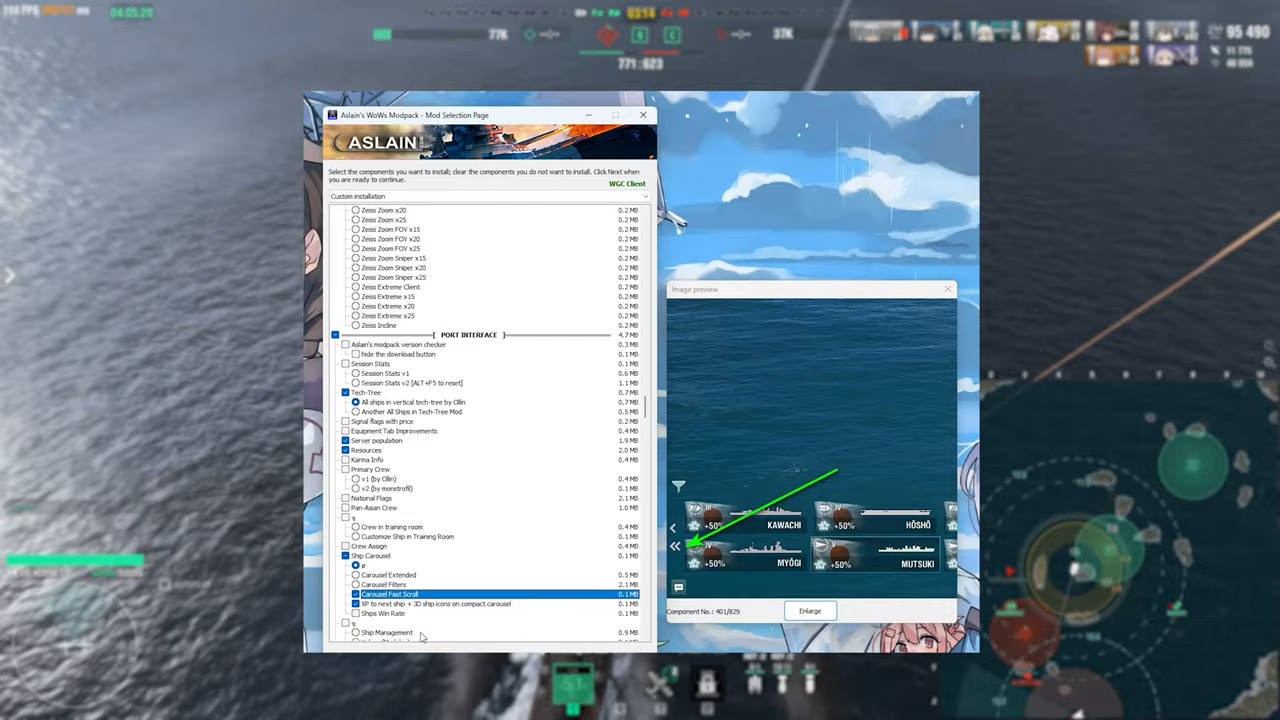 04:05.20
03:14
77K
37K
771:623
95 490
Aslain's WoWs Modpack - Mod Selection Page
ASLAIN.COM
Select the components you want to install; clear the components you do not want to install. Click Next when
you are ready to continue.
WGC Client
Custom installation
Zeiss Zoom x20 0.2 MB
Zeiss Zoom x25 0.2 MB
Zeiss Zoom FOV x15 0.2 MB
Zeiss Zoom FOV x20 0.2 MB
Zeiss Zoom FOV x25 0.2 MB
Zeiss Zoom Sniper x15 0.2 MB
Zeiss Zoom Sniper x20 0.2 MB
Zeiss Zoom Sniper x25 0.2 MB
Zeiss Extreme Client 0.2 MB
Zeiss Extreme x15 0.2 MB
Zeiss Extreme x20 0.2 MB
Zeiss Extreme x25 0.2 MB
Zeiss Incline 0.2 MB
[ PORT INTERFACE ] 4.7 MB
Aslain's modpack version checker 0.3 MB
hide the download button 0.1 MB
Session Stats
Session Stats v1 0.6 MB
Session Stats v2 [ALT+F5 to reset] 1.1 MB
Tech-Tree 0.7 MB
All ships in vertical tech-tree by Ollin 0.7 MB
Another All Ships in Tech-Tree Mod 0.5 MB
Signal flags with price 0.2 MB
Equipment Tab Improvements 0.4 MB
Server population 1.9 MB
Resources 2.0 MB
Karma Info 0.4 MB
Primary Crew
v1 (by Ollin) 0.4 MB
v2 (by monstrofil) 0.1 MB
National Flags 2.1 MB
Pan-Asian Crew 1.0 MB
Crew in training room 0.4 MB
Customize Ship in Training Room 0.1 MB
Crew Assign 0.4 MB
Ship Carousel 0.1 MB
ø
Carousel Extended 0.5 MB
Carousel Filters 2.1 MB
Carousel Fast Scroll 0.1 MB
XP to next ship + 3D ship icons on compact carousel 0.1 MB
Ships Win Rate 0.1 MB
Ship Management 0.9 MB
Image preview
III +50% KAWACHI
IV +50% HŌSHŌ
IV +50% MYŌGI
+50% MUTSUKI
Component No.: 401/829
Enlarge